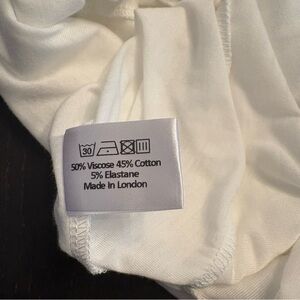 30
50% Viscose 45% Cotton
5% Elastane
Made In London